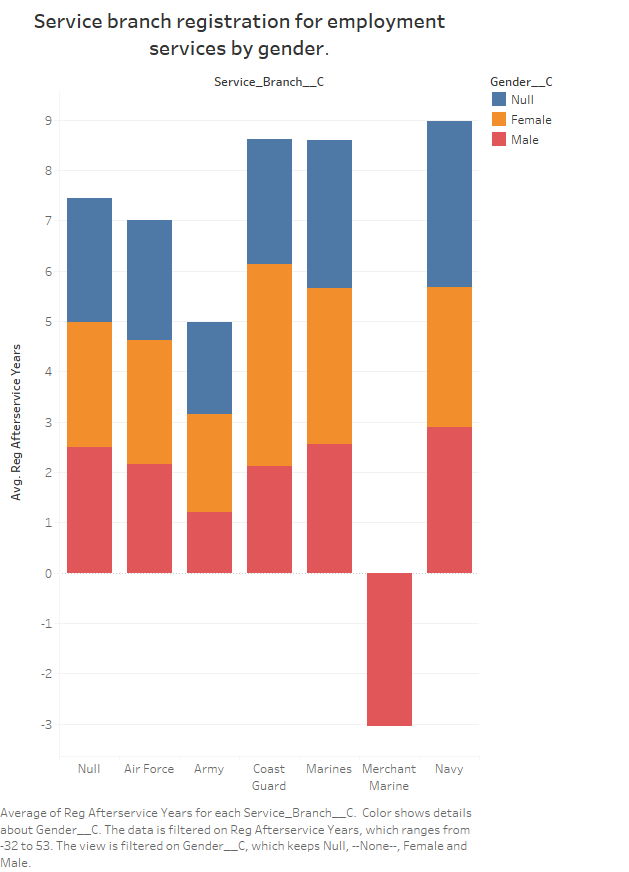 Service branch registration for employment
services by gender.
Service_Branch__C
Gender__C
Null
Female
Male
Avg. Reg Afterservice Years
9
8
7
6
5
4
3
2
1
0
-1
-2
-3
Null
Air Force
Army
Coast
Guard
Marines
Merchant
Marine
Navy
Average of Reg Afterservice Years for each Service_Branch__C.  Color shows details
about Gender__C. The data is filtered on Reg Afterservice Years, which ranges from
-32 to 53. The view is filtered on Gender__C, which keeps Null, --None--, Female and
Male.